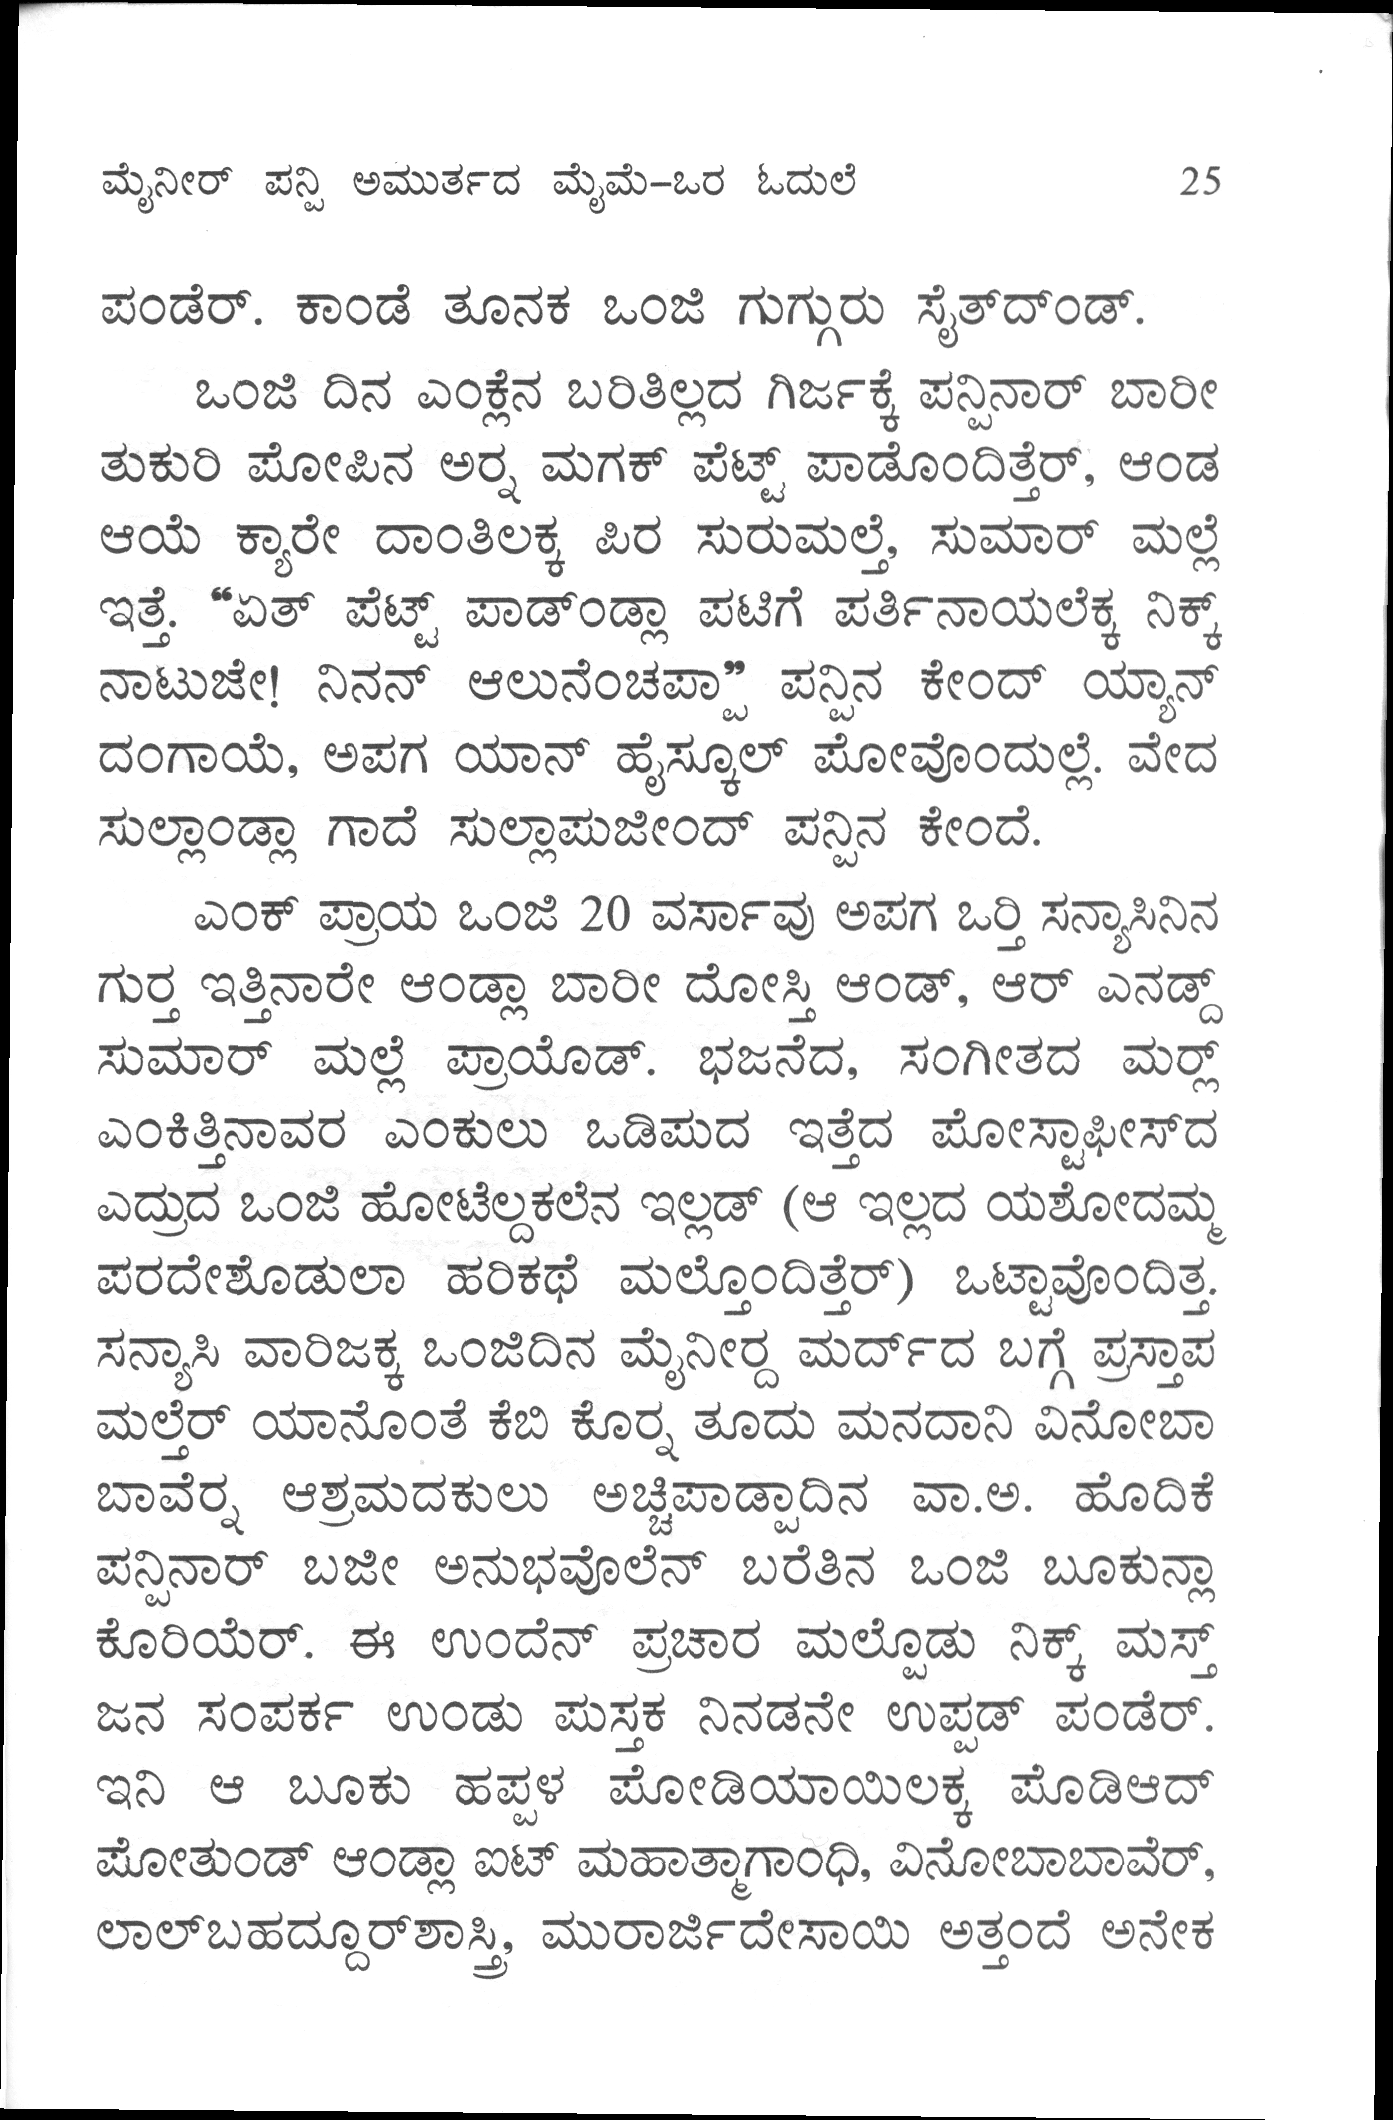 ಮೈನೀರ್ ಪನ್ಪಿ ಅಮುರ್ತದ ಮೈಮೆ-ಒರ ಓದುಲೆ 25
ಪಂಡೆರ್. ಕಾಂಡೆ ತೂನಕ ಒಂಜಿ ಗುಗ್ಗುರು ಸೈತ್‌ದ್‌ಂಡ್.
ಒಂಜಿ ದಿನ ಎಂಕ್ಲೆನ ಬರಿತಿಲ್ಲದ ಗಿರ್ಜಕ್ಕೆ ಪನ್ಪಿನಾರ್ ಬಾರೀ
ತುಕುರಿ ಪೋಪಿನ ಅರ್‍ನ ಮಗಕ್ ಪೆಟ್ಟ್ ಪಾಡೊಂದಿತ್ತೆರ್, ಆಂಡ
ಆಯೆ ಕ್ಯಾರೇ ದಾಂತಿಲಕ್ಕ ಪಿರ ಸುರುಮಲ್ತೆ, ಸುಮಾರ್ ಮಲ್ಲೆ
ಇತ್ತೆ. “ಏತ್ ಪೆಟ್ಟ್ ಪಾಡ್‌ಂಡ್ಲಾ ಪಟಿಗೆ ಪರ್ತಿನಾಯಲೆಕ್ಕ ನಿಕ್ಕ್
ನಾಟುಜೇ! ನಿನನ್ ಆಲುನೆಂಚಪ್ಪಾ” ಪನ್ಪಿನ ಕೇಂದ್ ಯ್ಯಾನ್
ದಂಗಾಯೆ, ಅಪಗ ಯಾನ್ ಹೈಸ್ಕೂಲ್ ಪೋವೊಂದುಲ್ಲೆ. ವೇದ
ಸುಲ್ಲಾಂಡ್ಲಾ ಗಾದೆ ಸುಲ್ಲಾಪುಜೀಂದ್ ಪನ್ಪಿನ ಕೇಂದೆ.
ಎಂಕ್ ಪ್ರಾಯ ಒಂಜಿ 20 ವರ್ಸಾವು ಅಪಗ ಒರ್‍ತಿ ಸನ್ಯಾಸಿನಿನ
ಗುರ್‍ತ ಇತ್ತಿನಾರೇ ಆಂಡ್ಲಾ ಬಾರೀ ದೋಸ್ತಿ ಆಂಡ್, ಆರ್ ಎನಡ್ದ್
ಸುಮಾರ್ ಮಲ್ಲೆ ಪ್ರಾಯೊಡ್. ಭಜನೆದ, ಸಂಗೀತದ ಮರ್‍ಲ್
ಎಂಕಿತ್ತಿನಾವರ ಎಂಕುಲು ಒಡಿಪುದ ಇತ್ತೆದ ಪೋಸ್ಟಾಫೀಸ್‌ದ
ಎದ್ರುದ ಒಂಜಿ ಹೋಟೆಲ್ದಕಲೆನ ಇಲ್ಲಡ್ (ಆ ಇಲ್ಲದ ಯಶೋದಮ್ಮ
ಪರದೇಶೊಡುಲಾ ಹರಿಕಥೆ ಮಲ್ತೊಂದಿತ್ತೆರ್) ಒಟ್ಟಾವೊಂದಿತ್ತ.
ಸನ್ಯಾಸಿ ವಾರಿಜಕ್ಕ ಒಂಜಿದಿನ ಮೈನೀರ್‍ದ ಮರ್ದ್‌ದ ಬಗ್ಗೆ ಪ್ರಸ್ತಾಪ
ಮಲ್ತೆರ್ ಯಾನೊಂತೆ ಕೆಬಿ ಕೊರ್‍ನ ತೂದು ಮನದಾನಿ ವಿನೋಬಾ
ಬಾವೆರ್‍ನ ಆಶ್ರಮದಕುಲು ಅಚ್ಚಿಪಾಡ್ಪಾದಿನ ವಾ.ಅ. ಹೊದಿಕೆ
ಪನ್ಪಿನಾರ್ ಬಜೀ ಅನುಭವೊಲೆನ್ ಬರೆತಿನ ಒಂಜಿ ಬೂಕುನ್ಲಾ
ಕೊರಿಯೆರ್. ಈ ಉಂದೆನ್ ಪ್ರಚಾರ ಮಲ್ಪೊಡು ನಿಕ್ಕ್ ಮಸ್ತ್
ಜನ ಸಂಪರ್ಕ ಉಂಡು ಪುಸ್ತಕ ನಿನಡನೇ ಉಪ್ಪಡ್ ಪಂಡೆರ್.
ಇನಿ ಆ ಬೂಕು ಹಪ್ಪಳ ಪೋಡಿಯಾಯಿಲಕ್ಕ ಪೊಡಿಆದ್
ಪೋತುಂಡ್ ಆಂಡ್ಲಾ ಐಟ್ ಮಹಾತ್ಮಾಗಾಂಧಿ, ವಿನೋಬಾಬಾವೆರ್,
ಲಾಲ್‌ಬಹದ್ದೂರ್‌ಶಾಸ್ತ್ರಿ, ಮುರಾರ್ಜಿದೇಸಾಯಿ ಅತ್ತಂದೆ ಅನೇಕ